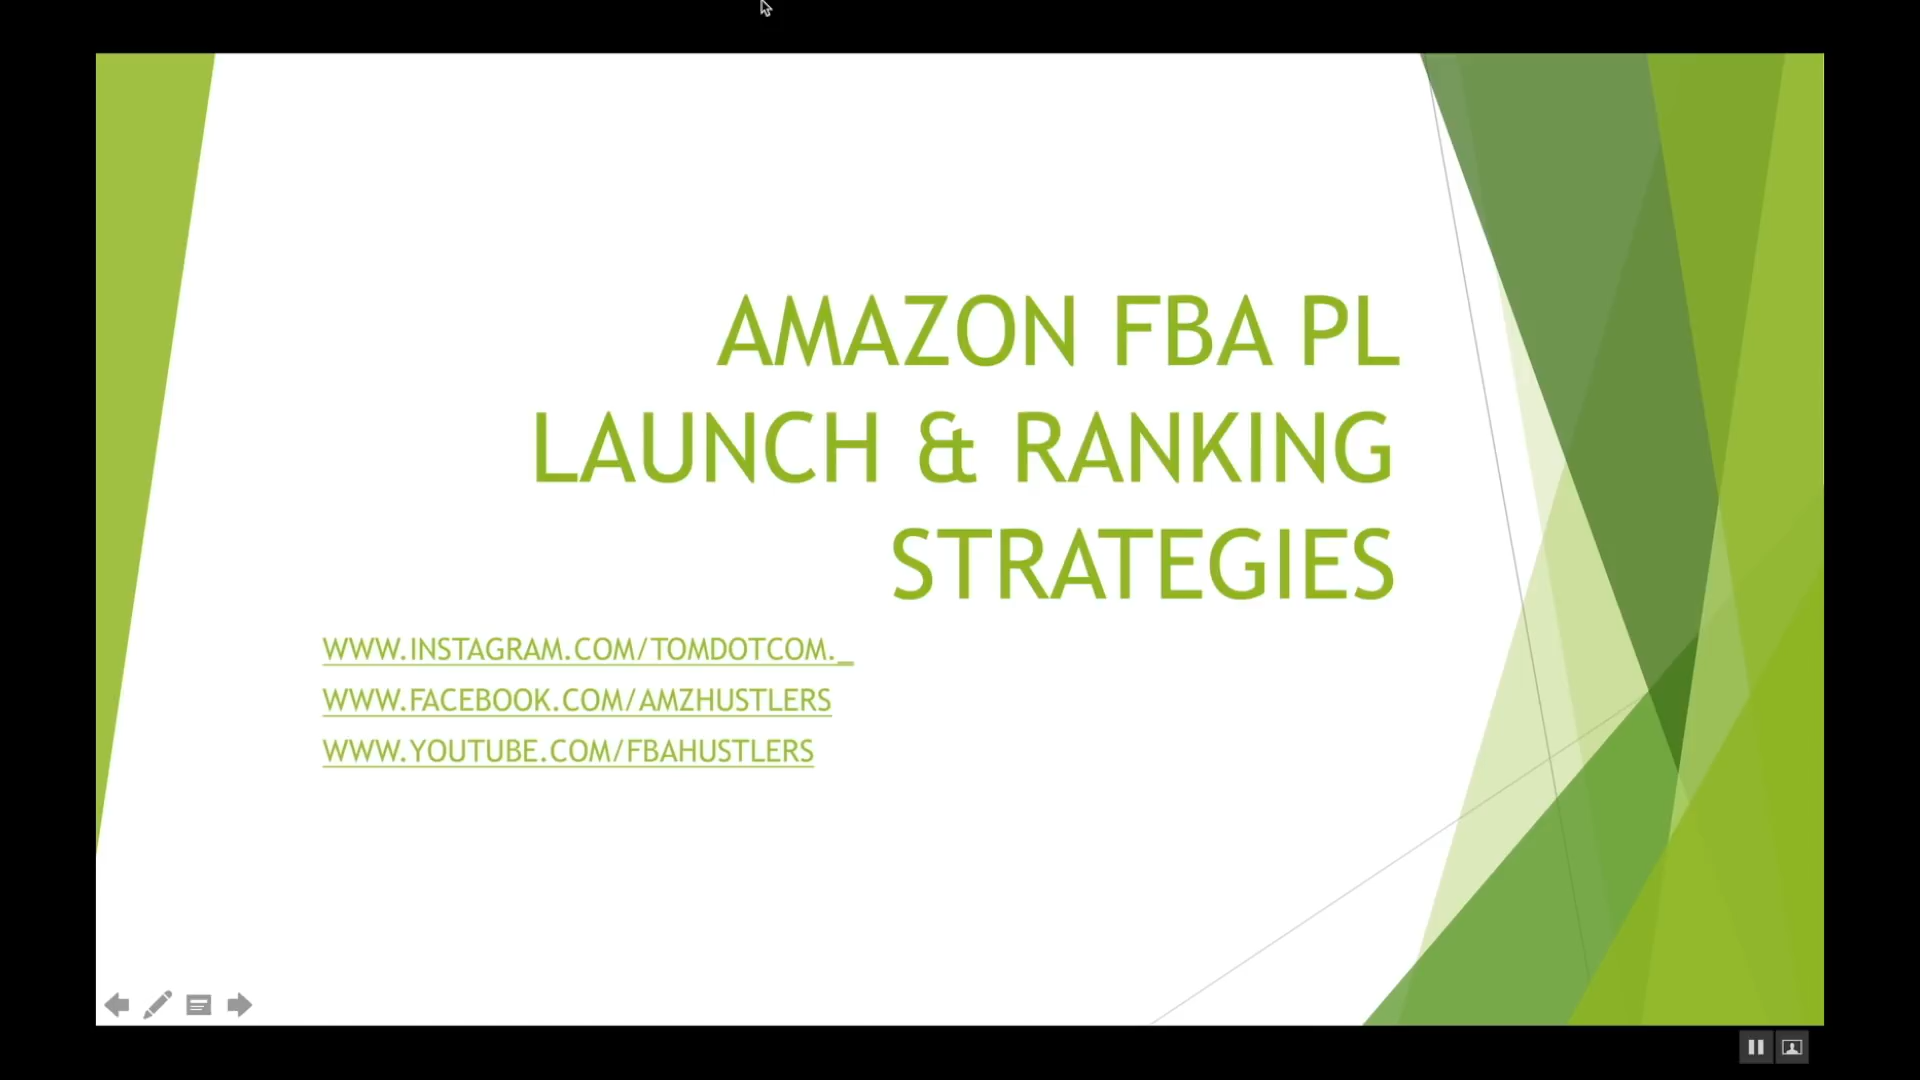 AMAZON FBA PL
LAUNCH & RANKING
STRATEGIES
WWW.INSTAGRAM.COM/TOMDOTCOM._
WWW.FACEBOOK.COM/AMZHUSTLERS
WWW.YOUTUBE.COM/FBAHUSTLERS